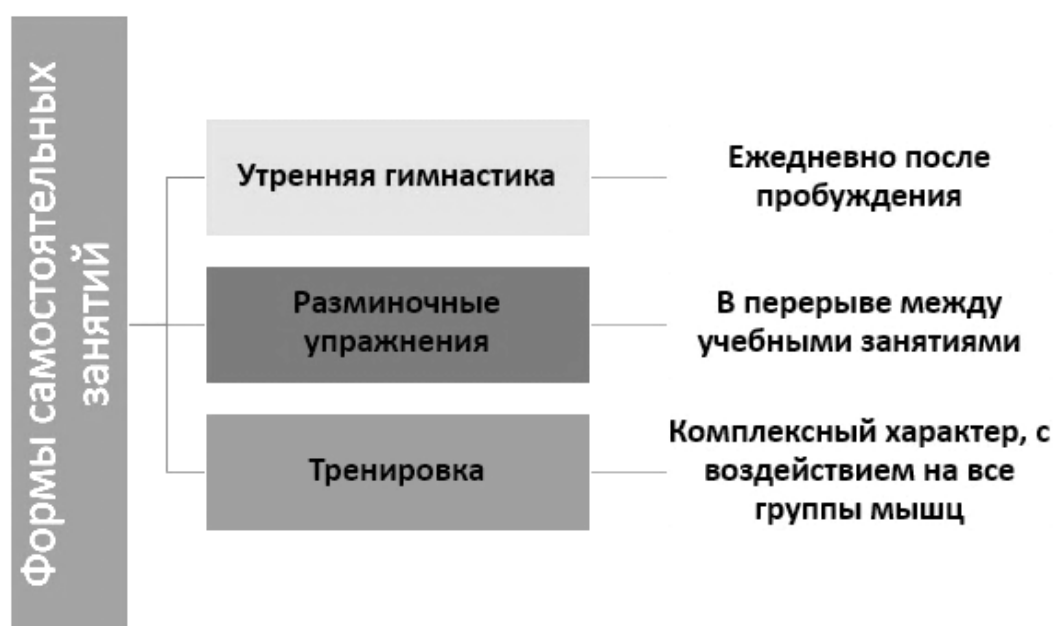 Формы самостоятельных
занятий
Утренняя гимнастика
Ежедневно после
пробуждения
Разминочные
упражнения
В перерыве между
учебными занятиями
Тренировка
Комплексный характер, с
воздействием на все
группы мышц